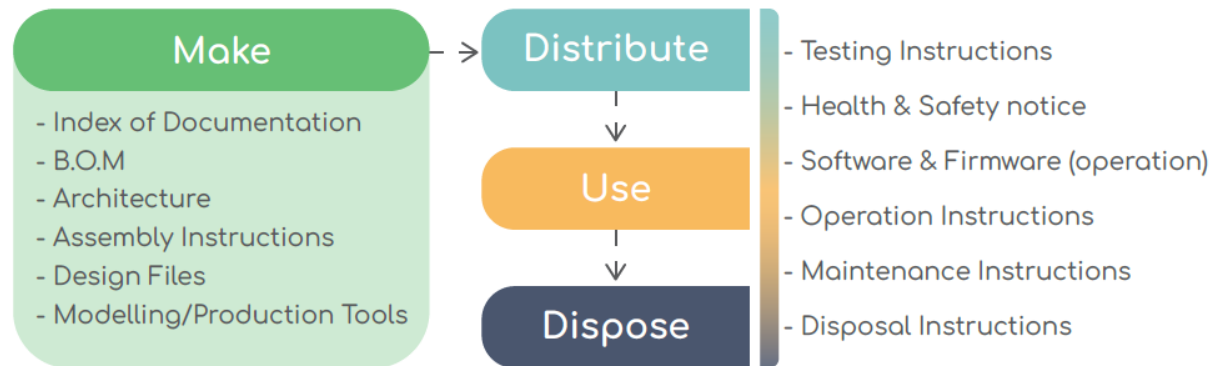 Make
- Index of Documentation
- B.O.M
- Architecture
- Assembly Instructions
- Design Files
- Modelling/Production Tools
Distribute
Use
Dispose
- Testing Instructions
- Health & Safety notice
- Software & Firmware (operation)
- Operation Instructions
- Maintenance Instructions
- Disposal Instructions